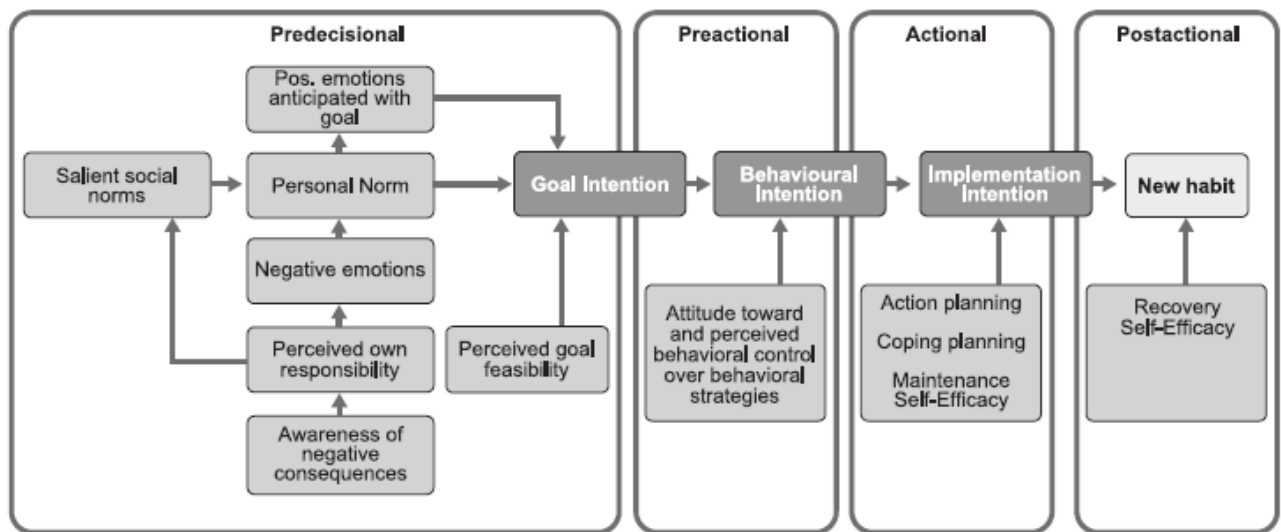 Predecisional
Preactional
Actional
Postactional
Pos. emotions
anticipated with
goal
Salient social
norms
Personal Norm
Goal Intention
Behavioural
Intention
Implementation
Intention
New habit
Negative emotions
Perceived own
responsibility
Perceived goal
feasibility
Attitude toward
and perceived
behavioral control
over behavioral
strategies
Action planning
Coping planning
Maintenance
Self-Efficacy
Recovery
Self-Efficacy
Awareness of
negative
consequences